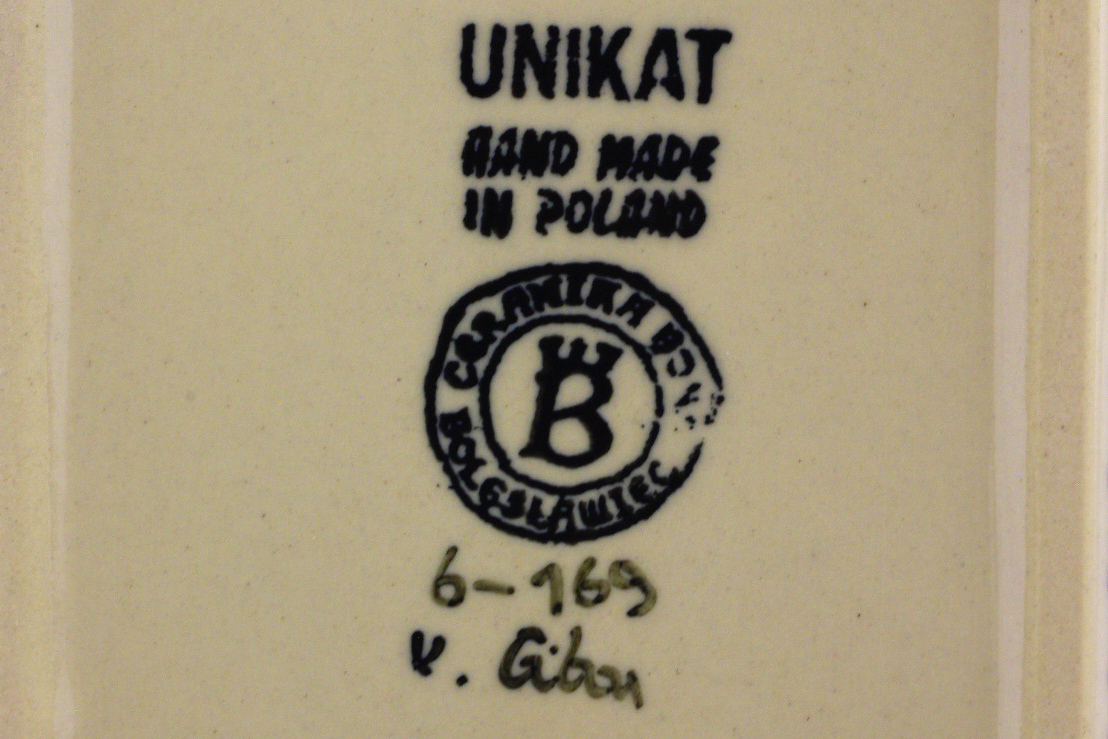 UNIKAT
HAND MADE
IN POLAND
CERAMIKA
B
BOLESŁAWIEC
6-169